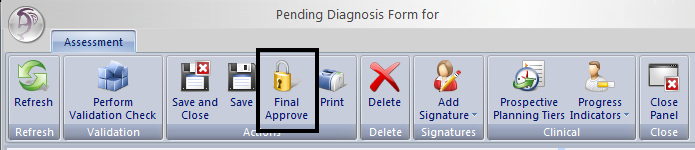 Pending Diagnosis Form for
Assessment
Refresh
Perform
Validation Check
Save and
Close
Save
Final
Approve
Print
Delete
Add
Signature
Prospective
Planning Tiers
Progress
Indicators
Close
Panel
Refresh
Validation
Actions
Delete
Signatures
Clinical
Close